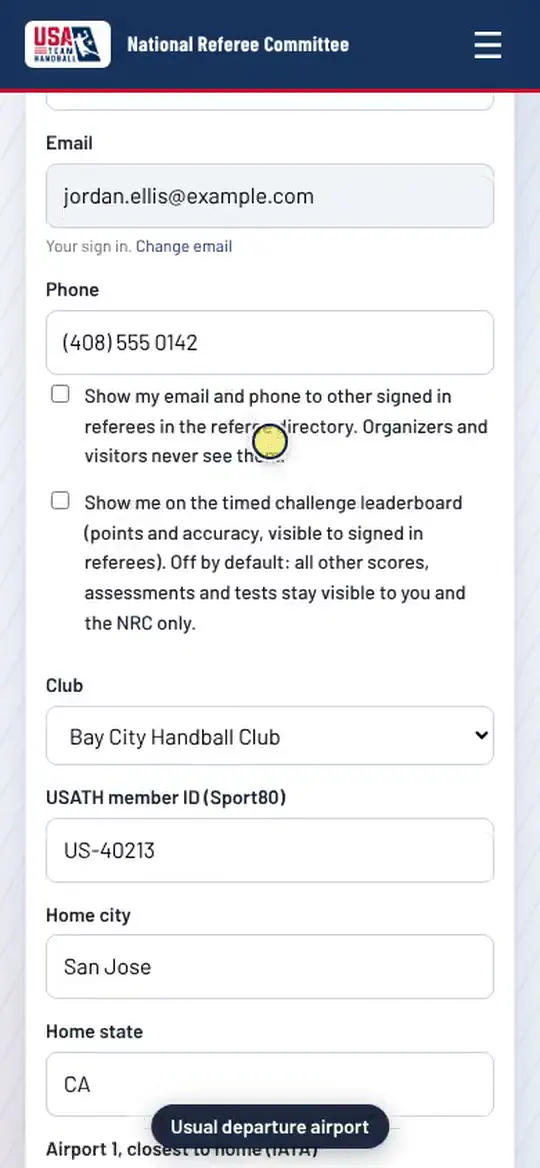 USA
TEAM
HANDBALL
National Referee Committee
Email
jordan.ellis@example.com
Your sign in. Change email
Phone
(408) 555 0142
Show my email and phone to other signed in
referees in the referee directory. Organizers and
visitors never see them.
Show me on the timed challenge leaderboard
(points and accuracy, visible to signed in
referees). Off by default: all other scores,
assessments and tests stay visible to you and
the NRC only.
Club
Bay City Handball Club
USATH member ID (Sport80)
US-40213
Home city
San Jose
Home state
CA
Usual departure airport
Airport 1, closest to home (IATA)